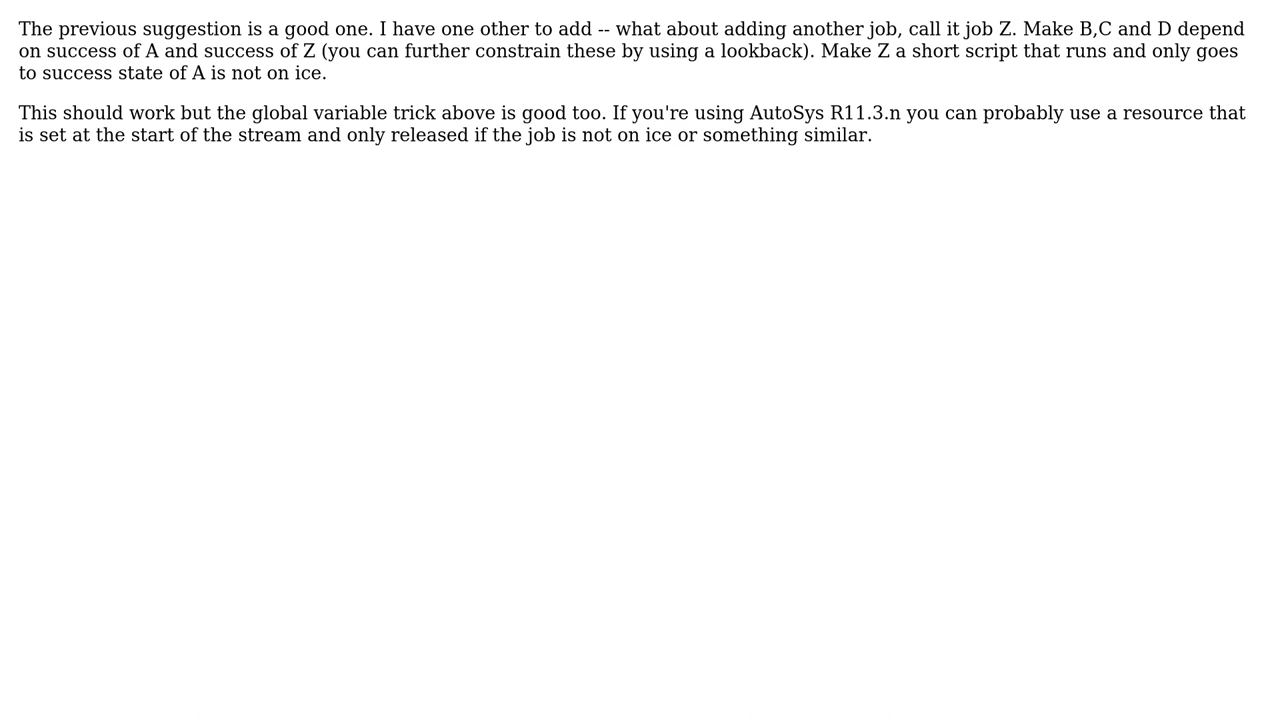 The previous suggestion is a good one. I have one other to add -- what about adding another job, call it job Z. Make B,C and D depend
on success of A and success of Z (you can further constrain these by using a lookback). Make Z a short script that runs and only goes
to success state of A is not on ice.
This should work but the global variable trick above is good too. If you're using AutoSys R11.3.n you can probably use a resource that
is set at the start of the stream and only released if the job is not on ice or something similar.